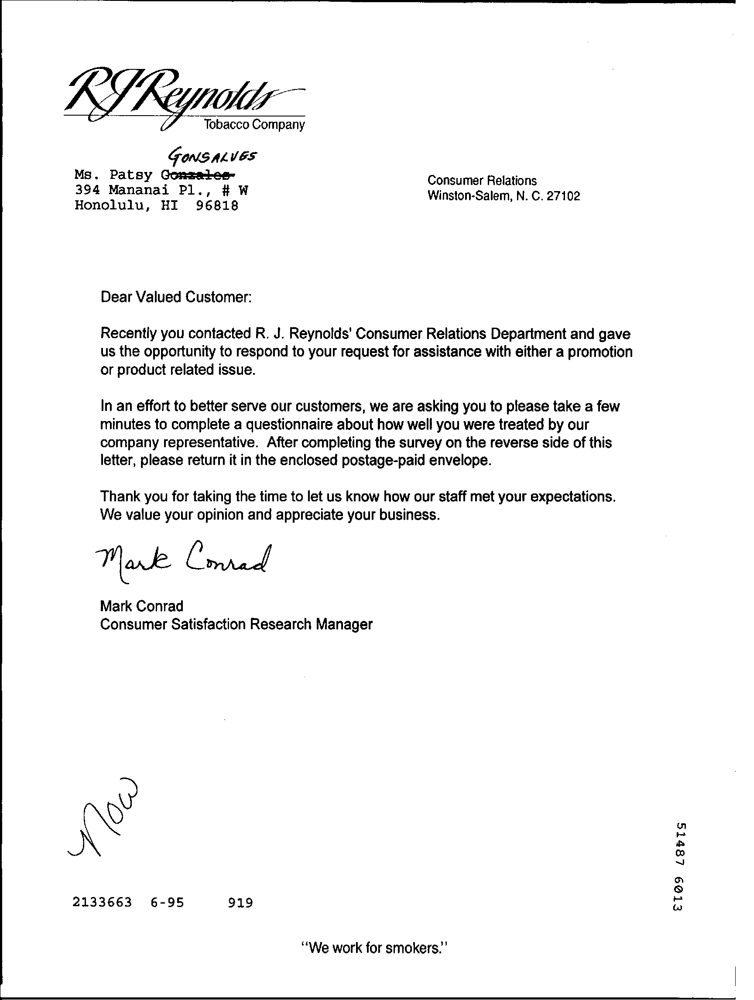 RJReynolds
Tobacco Company
GONSALVES
Ms. Patsy Gonzales
394 Mananai Pl., # W
Honolulu, HI 96818
Consumer Relations
Winston-Salem, N. C. 27102
Dear Valued Customer:
Recently you contacted R. J. Reynolds' Consumer Relations Department and gave
us the opportunity to respond to your request for assistance with either a promotion
or product related issue.
In an effort to better serve our customers, we are asking you to please take a few
minutes to complete a questionnaire about how well you were treated by our
company representative. After completing the survey on the reverse side of this
letter, please return it in the enclosed postage-paid envelope.
Thank you for taking the time to let us know how our staff met your expectations.
We value your opinion and appreciate your business.
Mark Conrad
Mark Conrad
Consumer Satisfaction Research Manager
Now
51487 6013
2133663 6-95 919
"We work for smokers."